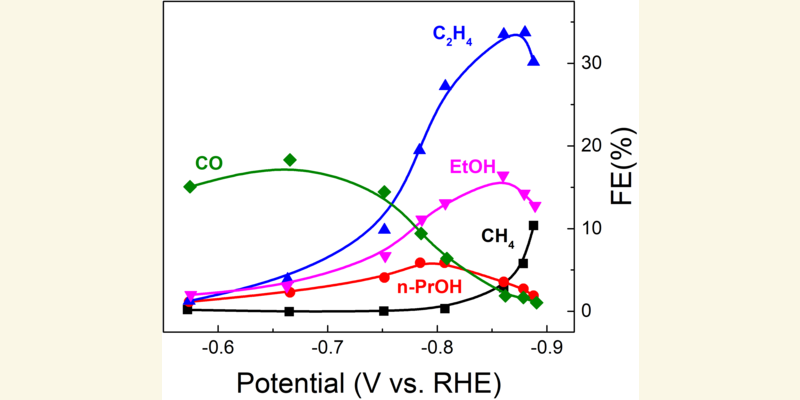 C₂H₄
30
CO
20
EtOH
FE(%)
10
CH₄
n-PrOH
0
-0.6 -0.7 -0.8 -0.9
Potential (V vs. RHE)